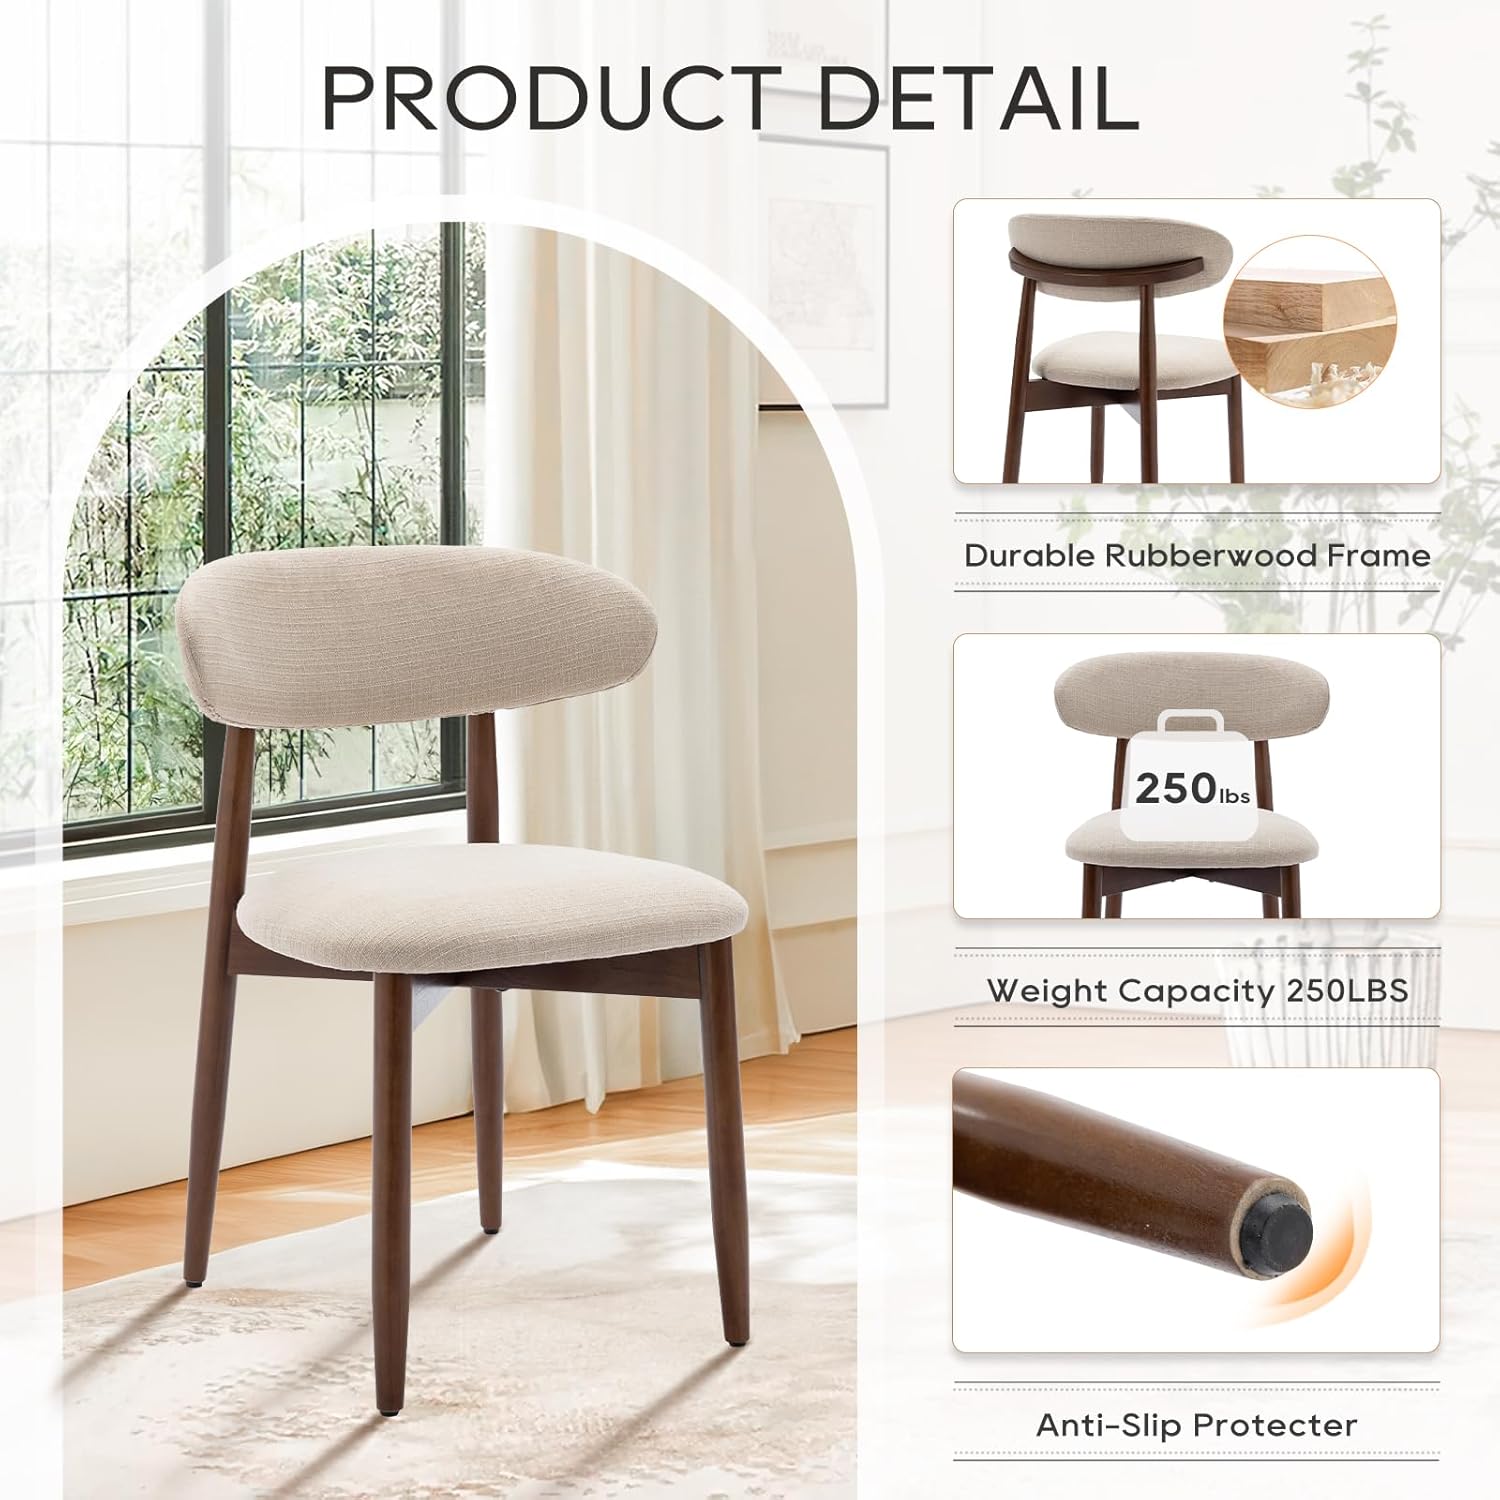 PRODUCT DETAIL
Durable Rubberwood Frame
250lbs
Weight Capacity 250LBS
Anti-Slip Protecter